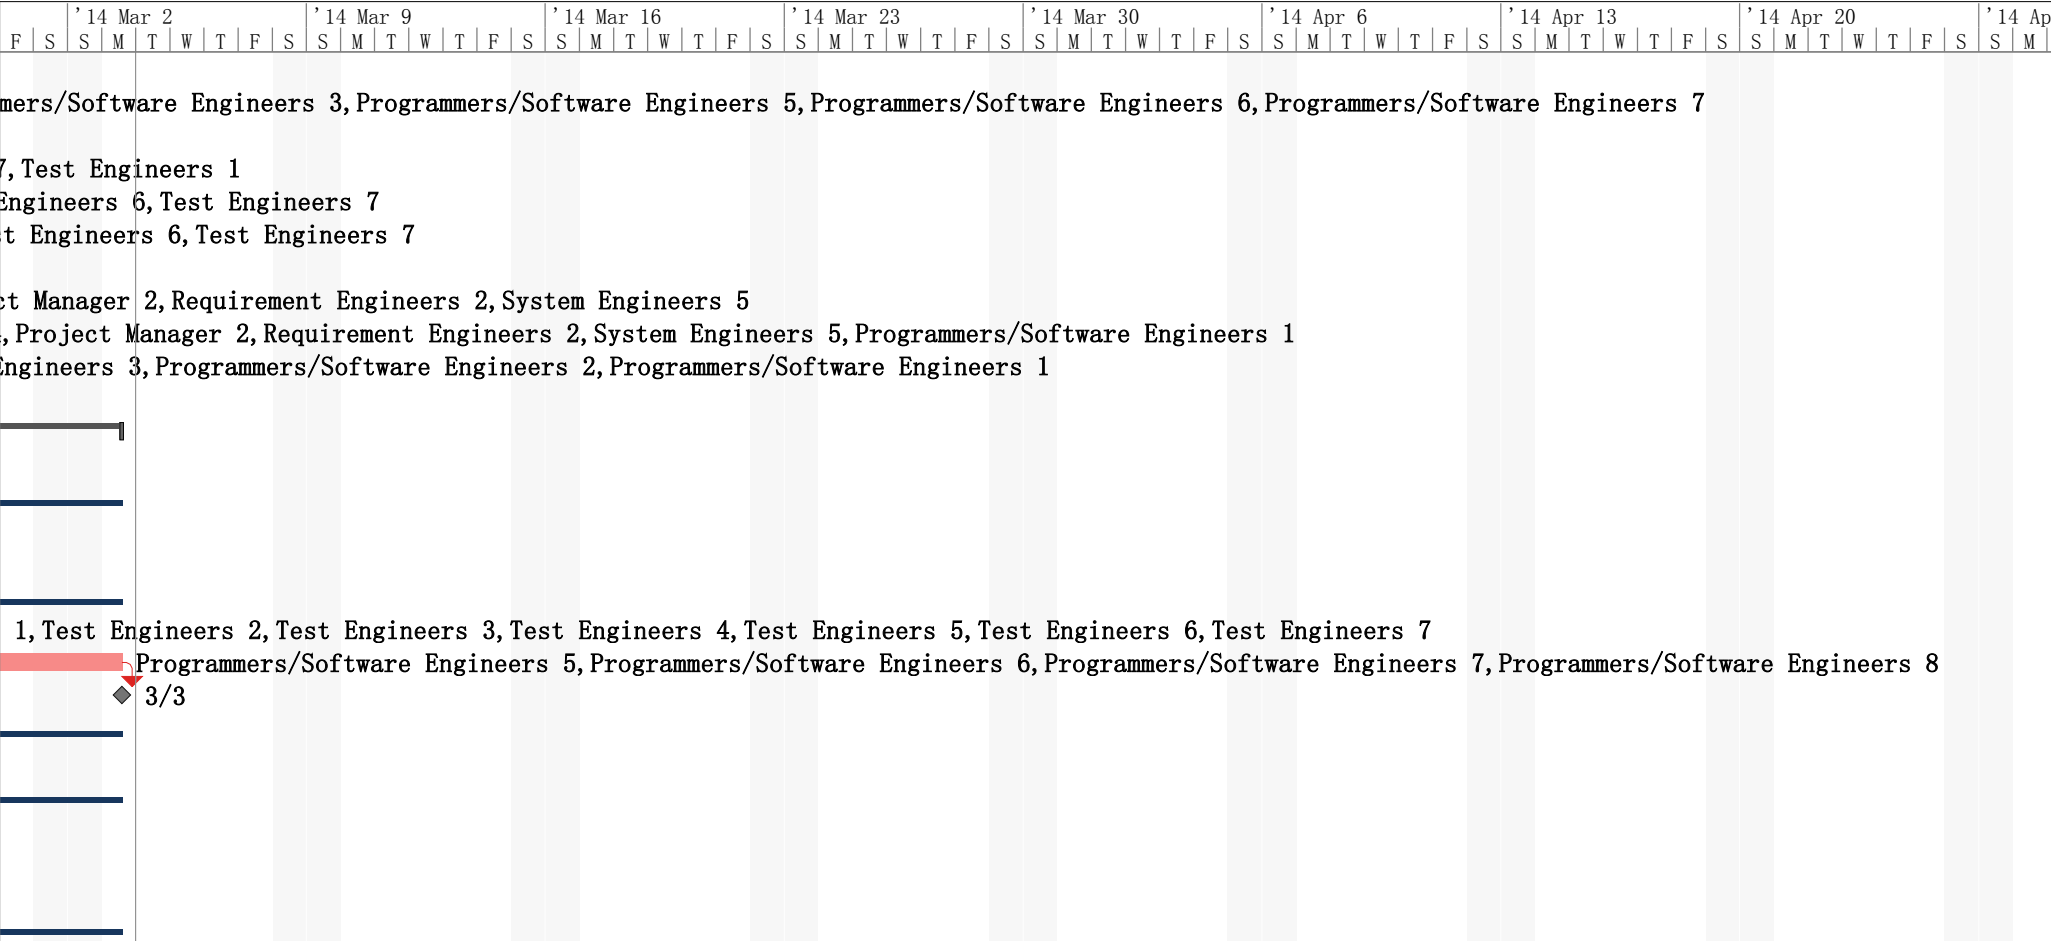 '14 Mar 2 '14 Mar 9 '14 Mar 16 '14 Mar 23 '14 Mar 30 '14 Apr 6 '14 Apr 13 '14 Apr 20 '14 Ap
F S S M T W T F S S M T W T F S S M T W T F S S M T W T F S S M T W T F S S M T W T F S S M T W T F S S M T W T F S S M
mers/Software Engineers 3,Programmers/Software Engineers 5,Programmers/Software Engineers 6,Programmers/Software Engineers 7
7,Test Engineers 1
Engineers 6,Test Engineers 7
st Engineers 6,Test Engineers 7
ct Manager 2,Requirement Engineers 2,System Engineers 5
,Project Manager 2,Requirement Engineers 2,System Engineers 5,Programmers/Software Engineers 1
Engineers 3,Programmers/Software Engineers 2,Programmers/Software Engineers 1
1,Test Engineers 2,Test Engineers 3,Test Engineers 4,Test Engineers 5,Test Engineers 6,Test Engineers 7
Programmers/Software Engineers 5,Programmers/Software Engineers 6,Programmers/Software Engineers 7,Programmers/Software Engineers 8
3/3